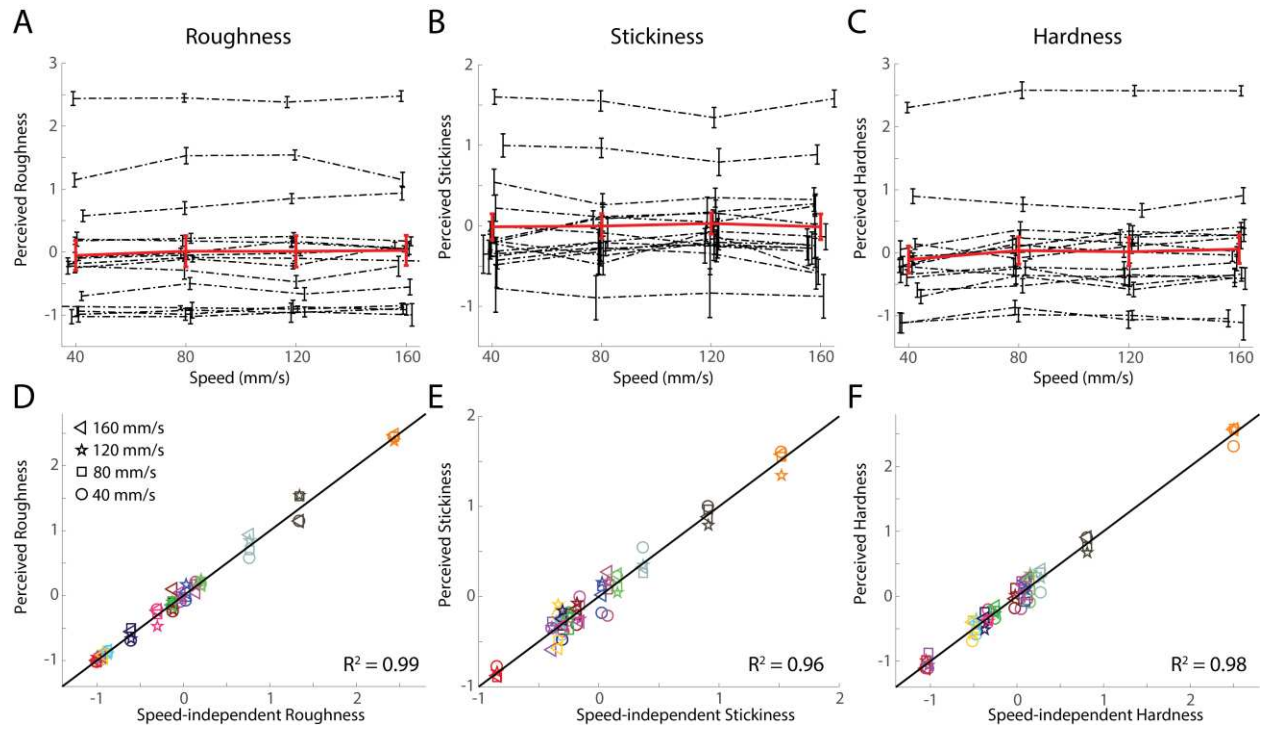 A
Roughness
Perceived Roughness
3
2
1
0
-1
40
80
120
160
Speed (mm/s)
B
Stickiness
Perceived Stickiness
2
1
0
-1
40
80
120
160
Speed (mm/s)
C
Hardness
Perceived Hardness
3
2
1
0
-1
40
80
120
160
Speed (mm/s)
D
160 mm/s
120 mm/s
80 mm/s
40 mm/s
Perceived Roughness
2
1
0
-1
-1
0
1
2
R² = 0.99
Speed-independent Roughness
E
Perceived Stickiness
2
1
0
-1
-1
0
1
2
R² = 0.96
Speed-independent Stickiness
F
Perceived Hardness
2
1
0
-1
-1
0
1
2
R² = 0.98
Speed-independent Hardness